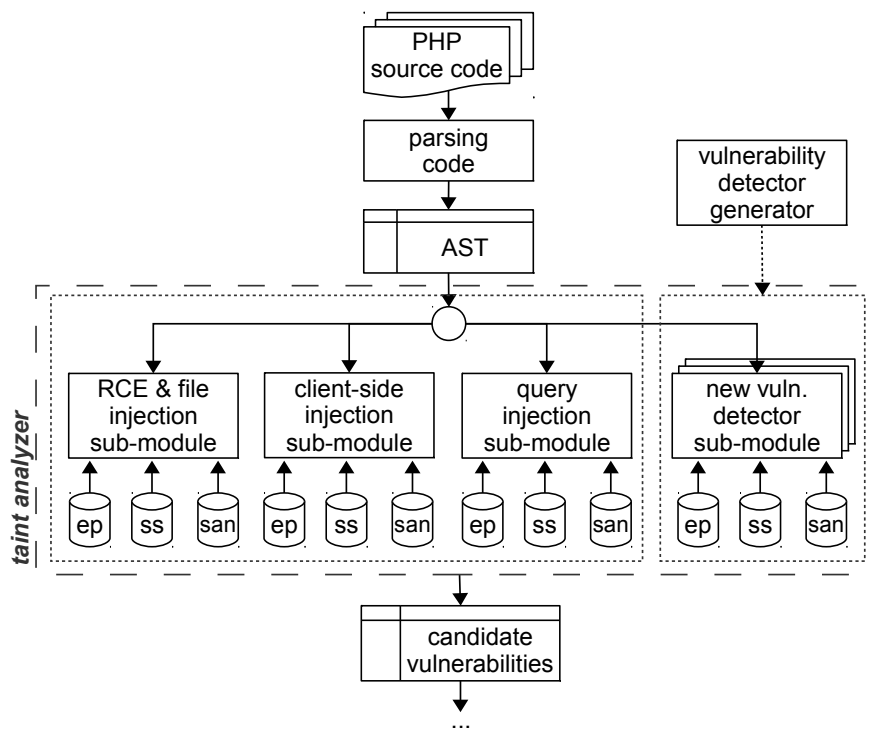 PHP
source code
parsing
code
vulnerability
detector
generator
AST
taint analyzer
RCE & file
injection
sub-module
client-side
injection
sub-module
query
injection
sub-module
new vuln.
detector
sub-module
ep
ss
san
ep
ss
san
ep
ss
san
ep
ss
san
candidate
vulnerabilities
...